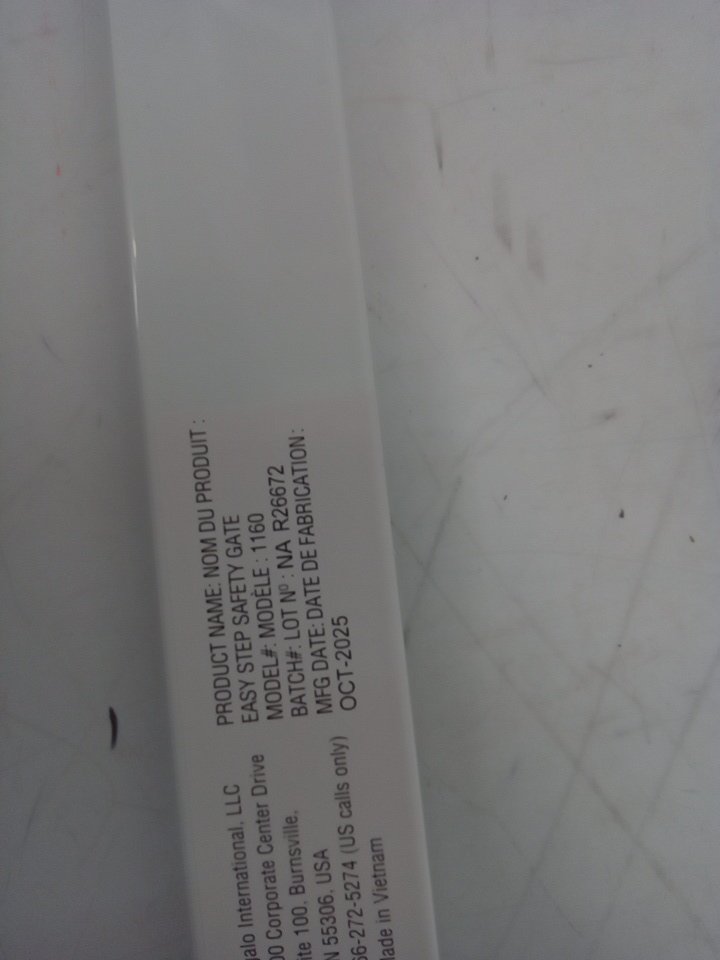 PRODUCT NAME: NOM DU PRODUIT :
EASY STEP SAFETY GATE
MODEL#: MODÈLE : 1160
BATCH#: LOT Nº : NA R26672
MFG DATE: DATE DE FABRICATION:
OCT-2025
alo International, LLC
00 Corporate Center Drive
ite 100, Burnsville,
N 55306, USA
66-272-5274 (US calls only)
ade in Vietnam